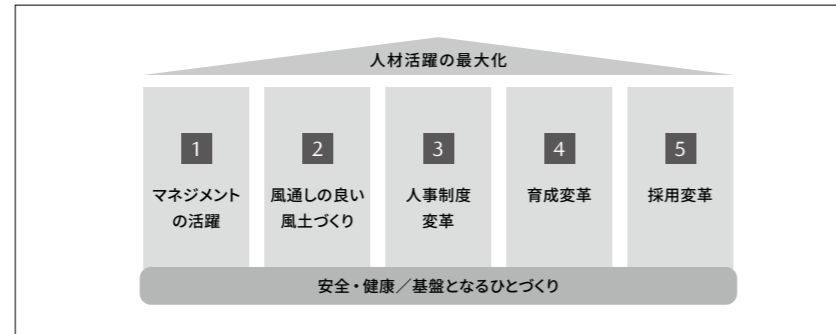 人材活躍の最大化
1
マネジメント
の活躍
2
風通しの良い
風土づくり
3
人事制度
変革
4
育成変革
5
採用変革
安全・健康／基盤となるひとづくり